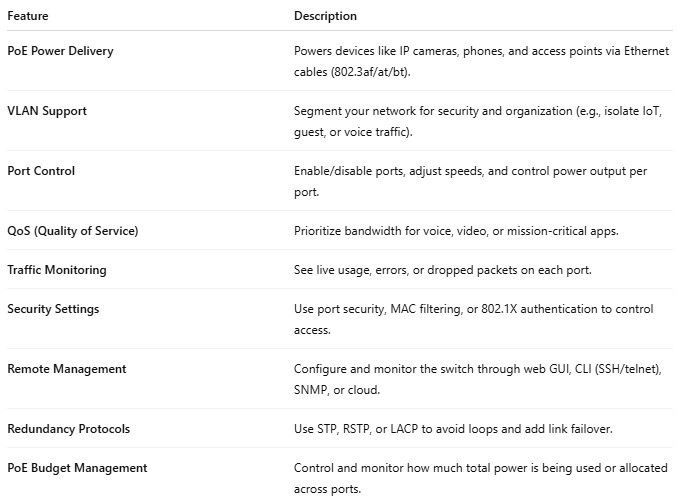 Feature Description
PoE Power Delivery Powers devices like IP cameras, phones, and access points via Ethernet
cables (802.3af/at/bt).
VLAN Support Segment your network for security and organization (e.g., isolate IoT,
guest, or voice traffic).
Port Control Enable/disable ports, adjust speeds, and control power output per
port.
QoS (Quality of Service) Prioritize bandwidth for voice, video, or mission-critical apps.
Traffic Monitoring See live usage, errors, or dropped packets on each port.
Security Settings Use port security, MAC filtering, or 802.1X authentication to control
access.
Remote Management Configure and monitor the switch through web GUI, CLI (SSH/telnet),
SNMP, or cloud.
Redundancy Protocols Use STP, RSTP, or LACP to avoid loops and add link failover.
PoE Budget Management Control and monitor how much total power is being used or allocated
across ports.